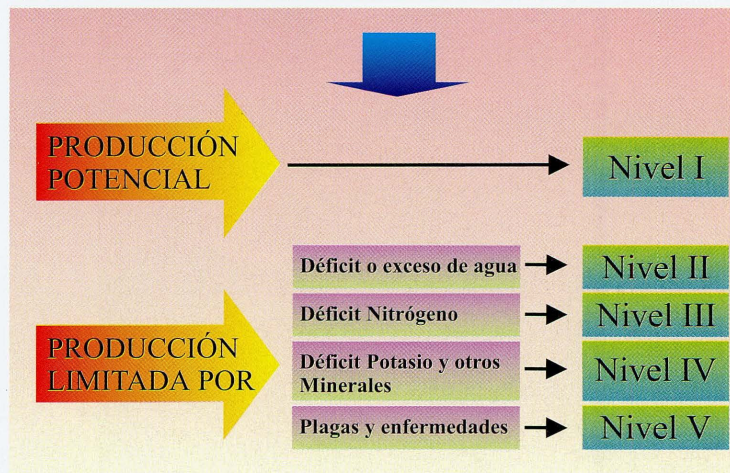 PRODUCCIÓN
POTENCIAL
Nivel I
PRODUCCIÓN
LIMITADA POR
Déficit o exceso de agua
Nivel II
Déficit Nitrógeno
Nivel III
Déficit Potasio y otros
Minerales
Nivel IV
Plagas y enfermedades
Nivel V